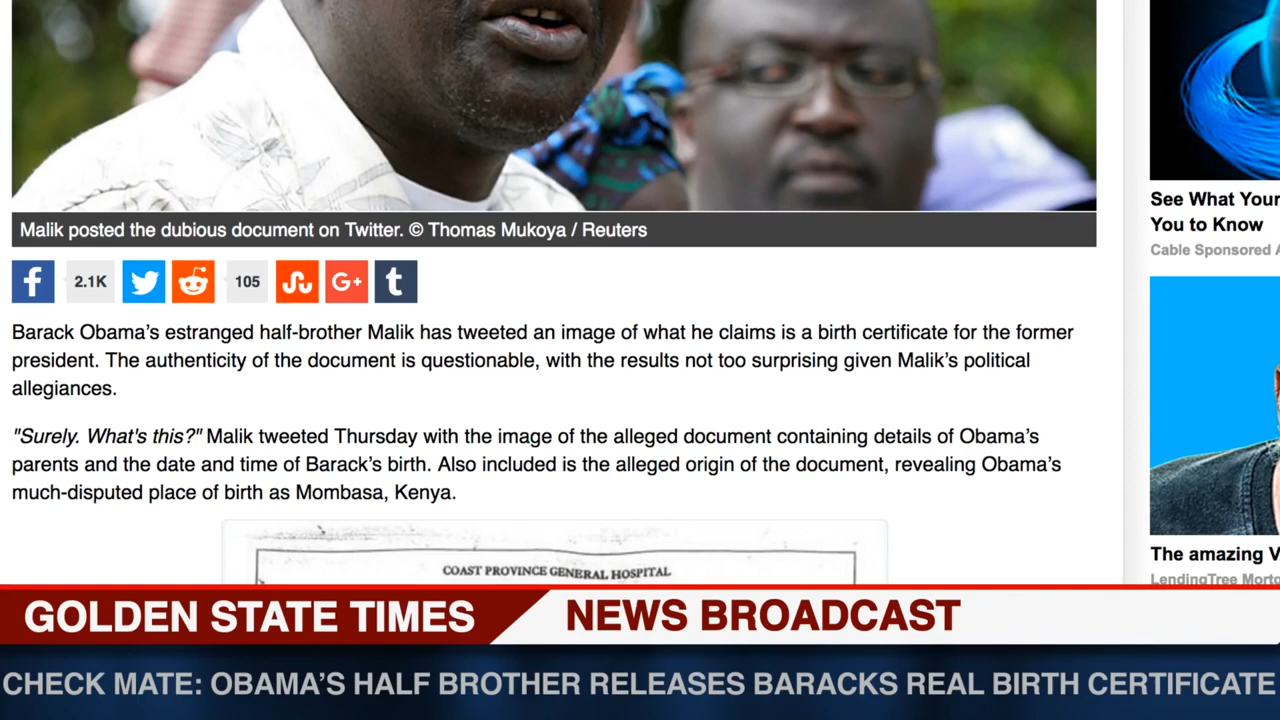 Malik posted the dubious document on Twitter. © Thomas Mukoya / Reuters
2.1K
105
G+
Barack Obama’s estranged half-brother Malik has tweeted an image of what he claims is a birth certificate for the former
president. The authenticity of the document is questionable, with the results not too surprising given Malik’s political
allegiances.
"Surely. What's this?" Malik tweeted Thursday with the image of the alleged document containing details of Obama’s
parents and the date and time of Barack’s birth. Also included is the alleged origin of the document, revealing Obama’s
much-disputed place of birth as Mombasa, Kenya.
COAST PROVINCE GENERAL HOSPITAL
See What Your
You to Know
Cable Sponsored A
The amazing V
LendingTree Morto
GOLDEN STATE TIMES
NEWS BROADCAST
CHECK MATE: OBAMA’S HALF BROTHER RELEASES BARACKS REAL BIRTH CERTIFICATE